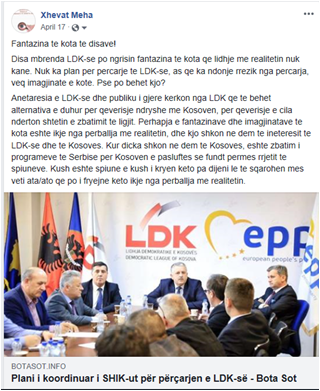 Xhevat Meha
April 17 ·
Fantazina te kota te disave!
Disa mbrenda LDK-se po ngrisin fantazina te kota qe lidhje me realitetin nuk
kane. Nuk ka plan per percarje te LDK-se, as qe ka ndonje rrezik nga percarja,
veq imagjinate e kote. Pse po behet kjo?
Anetaresia e LDK-se dhe publiku i gjere kerkon nga LDK qe te behet
alternativa e duhur per qeverisje ndryshe me Kosoven, per qeverisje e cila
nderton shtetin e zbatimit te ligjit. Perhapja e fantazinave dhe imagjinatave te
kota eshte ikje nga perballja me realitetin, dhe kjo shkon ne dem te ineteresit te
LDK-se dhe te Kosoves. Kur dicka shkon ne dem te Kosoves, eshte zbatim i
programeve te Serbise per Kosoven e pasluftes se fundt permes rrjetit te
spiuneve. Kush eshte spiune e kush i kryen keto pa dijeni le te sqarohen mes
veti ata/ato qe po i fryejne keto ikje nga perballja me realitetin.
LDK
LIDHJA DEMOKRATIKE E KOSOVËS
DEMOCRATIC LEAGUE OF KOSOVO
epp
european people's p
BOTASOT.INFO
Plani i koordinuar i SHIK-ut për përçarjen e LDK-së - Bota Sot